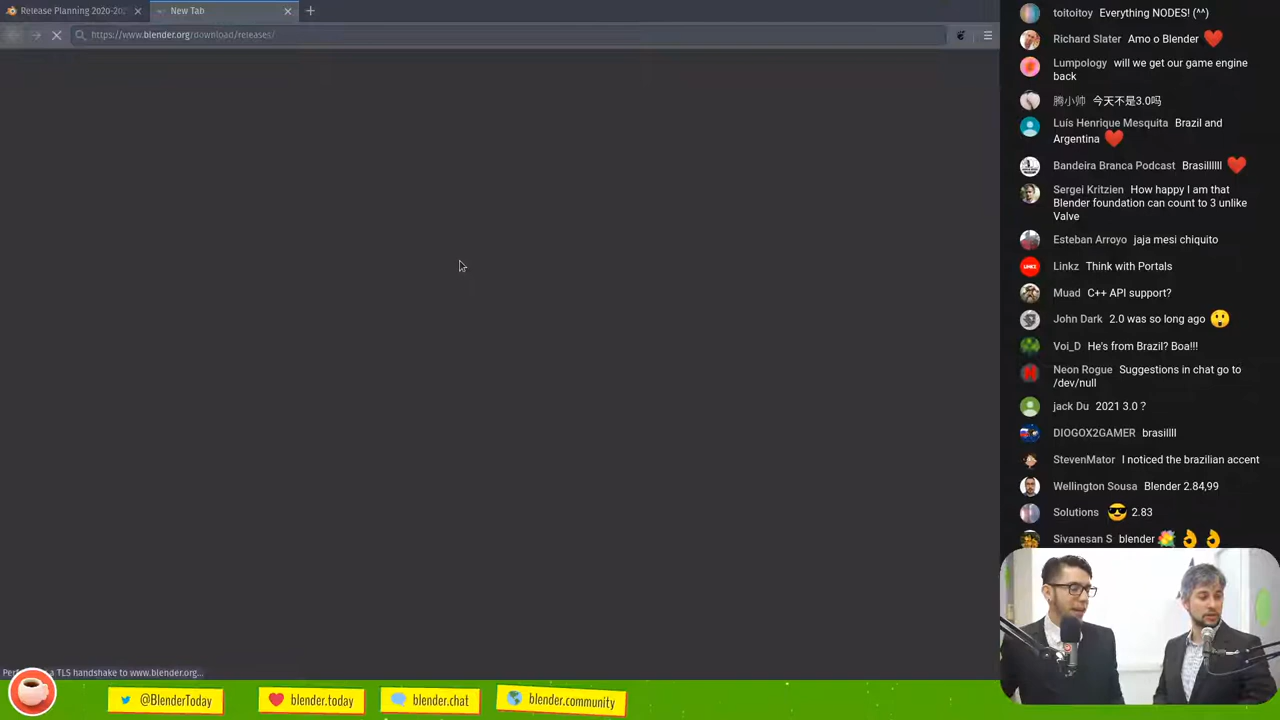 Release Planning 2020-202
New Tab
https://www.blender.org/download/releases/
toitoitoy Everything NODES! (^^)
Richard Slater Amo o Blender ❤️
Lumpology will we get our game engine
back
腾小帅 今天不是3.0吗
Luís Henrique Mesquita Brazil and
Argentina ❤️
Bandeira Branca Podcast Brasilllllll ❤️
Sergei Kritzien How happy I am that
Blender foundation can count to 3 unlike
Valve
Esteban Arroyo jaja mesi chiquito
Linkz Think with Portals
Muad C++ API support?
John Dark 2.0 was so long ago 😲
Voi_D He's from Brazil? Boa!!!
Neon Rogue Suggestions in chat go to
/dev/null
jack Du 2021 3.0 ?
DIOGOX2GAMER brasillll
StevenMator I noticed the brazilian accent
Wellington Sousa Blender 2.84,99
Solutions 😎 2.83
Sivanesan S blender 💐 👌 👌
a TLS handshake to www.blender.org...
@BlenderToday
blender.today
blender.chat
blender.community